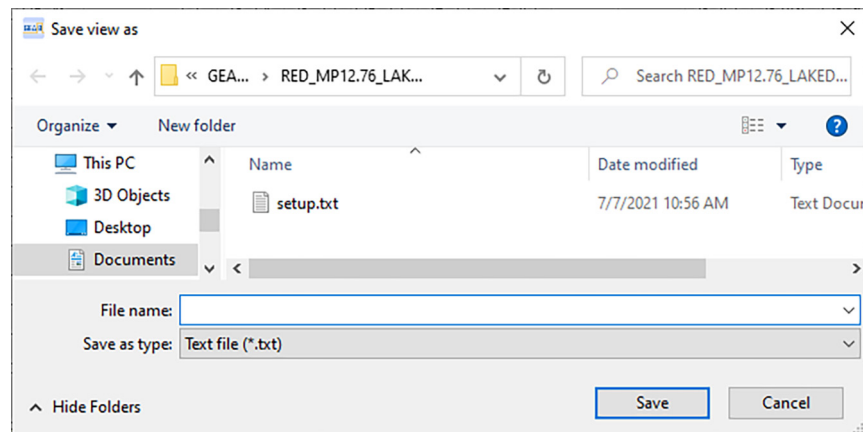 Save view as
« GEA... › RED_MP12.76_LAK...
Search RED_MP12.76_LAKED...
Organize
New folder
This PC
3D Objects
Desktop
Documents
Name
Date modified
Type
setup.txt
7/7/2021 10:56 AM
Text Docur
File name:
Save as type: Text file (*.txt)
Hide Folders
Save
Cancel